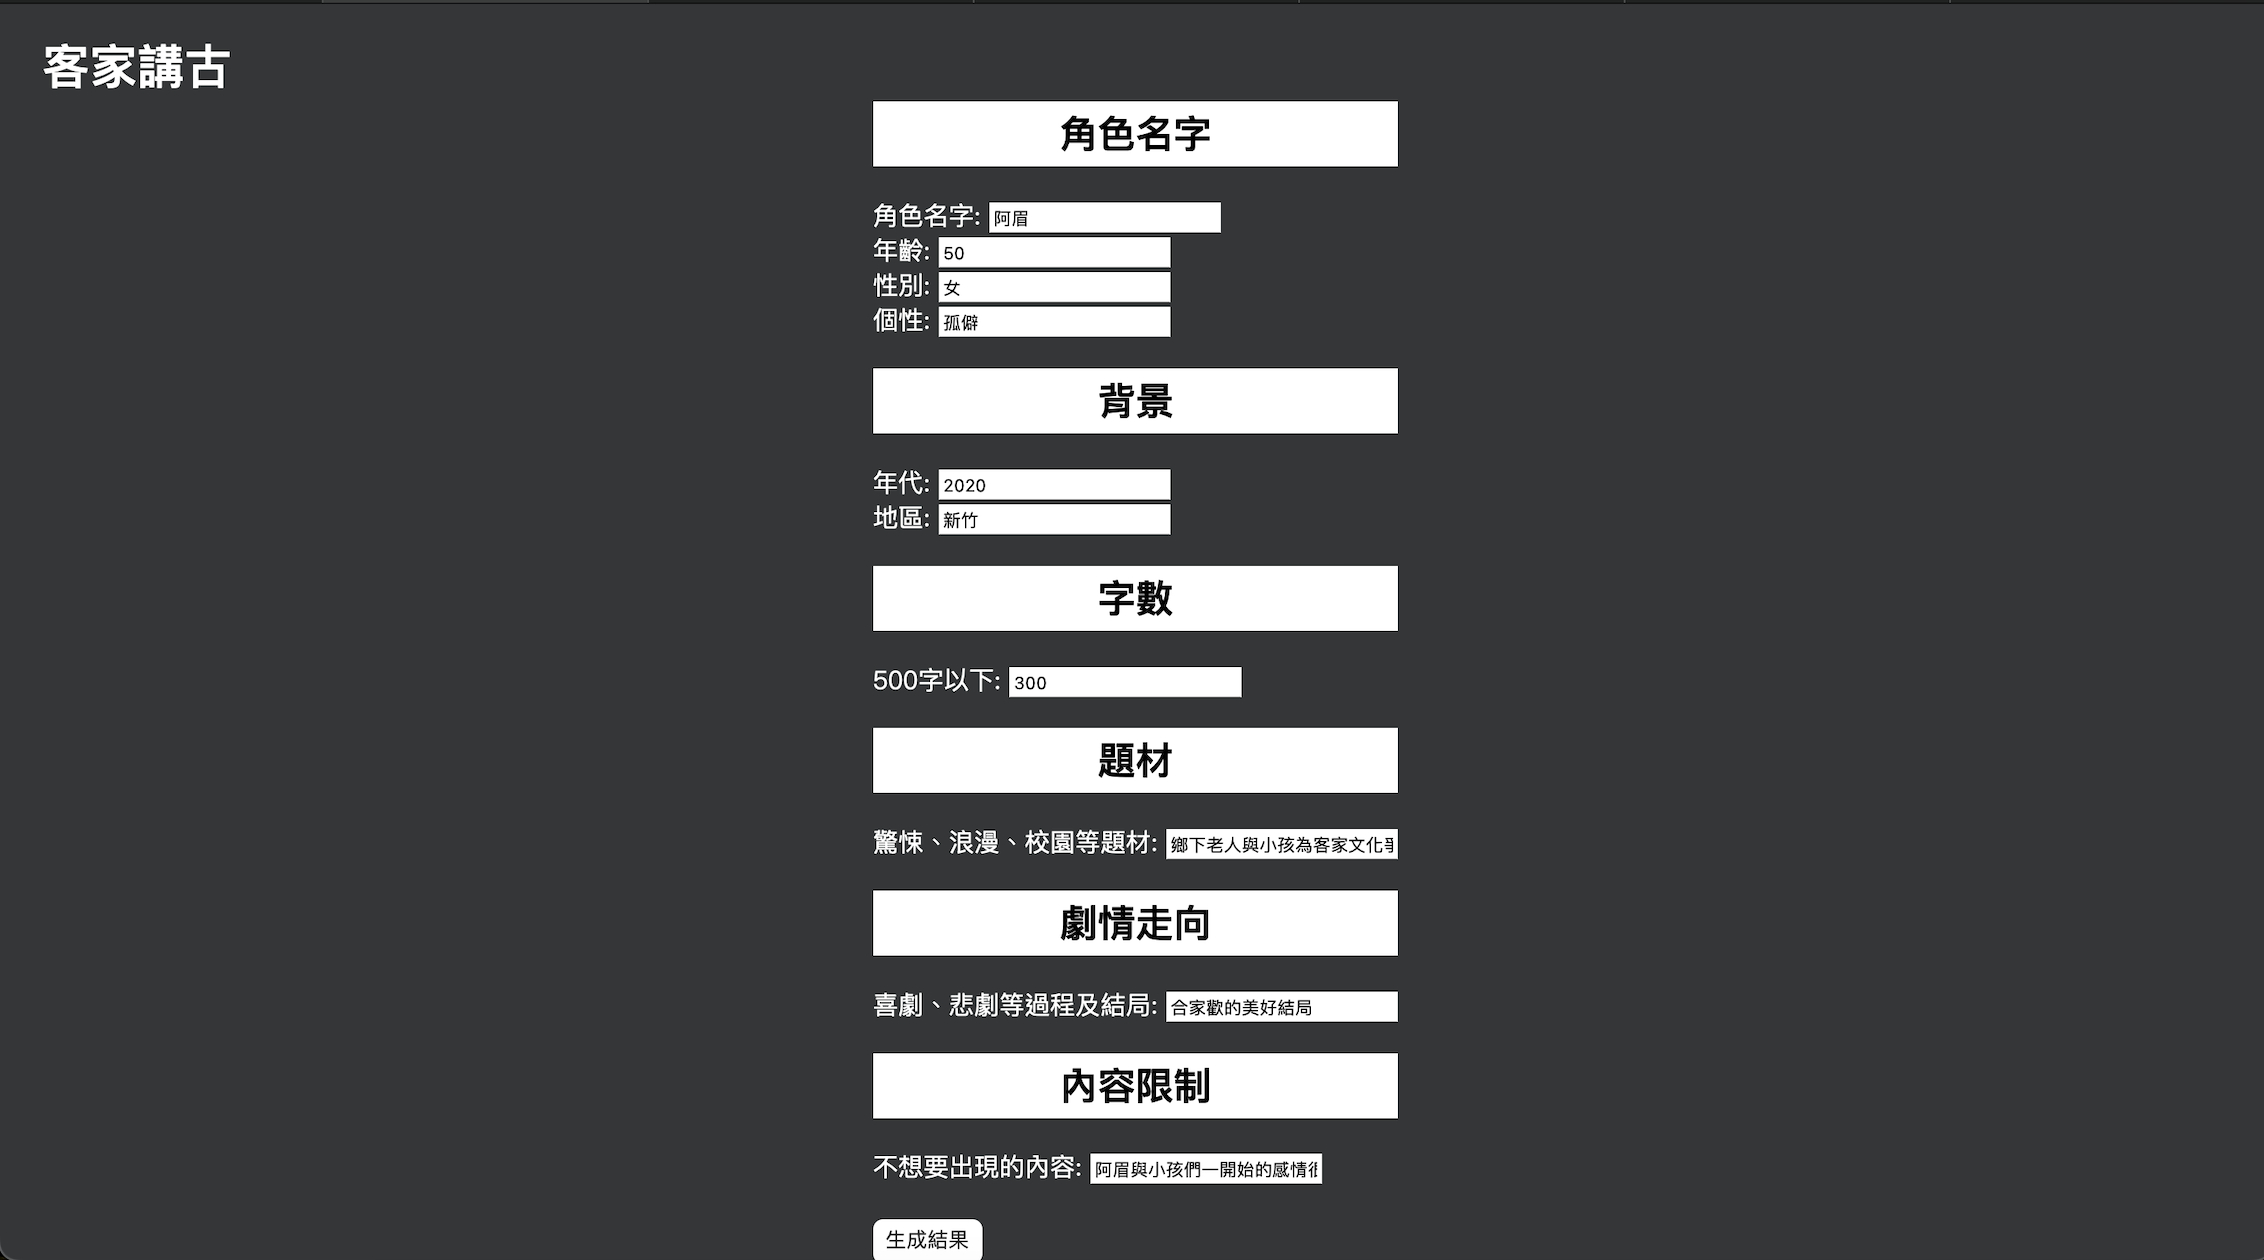 客家講古
角色名字
角色名字: 阿眉
年齡: 50
性別: 女
個性: 孤僻
背景
年代: 2020
地區: 新竹
字數
500字以下: 300
題材
驚悚、浪漫、校園等題材: 鄉下老人與小孩為客家文化
劇情走向
喜劇、悲劇等過程及結局: 合家歡的美好結局
內容限制
不想要出現的內容: 阿眉與小孩們一開始的感情
生成結果